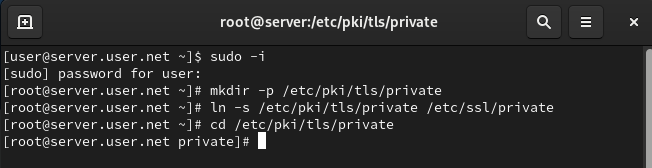 root@server:/etc/pki/tls/private
[user@server.user.net ~]$ sudo -i
[sudo] password for user:
[root@server.user.net ~]# mkdir -p /etc/pki/tls/private
[root@server.user.net ~]# ln -s /etc/pki/tls/private /etc/ssl/private
[root@server.user.net ~]# cd /etc/pki/tls/private
[root@server.user.net private]#